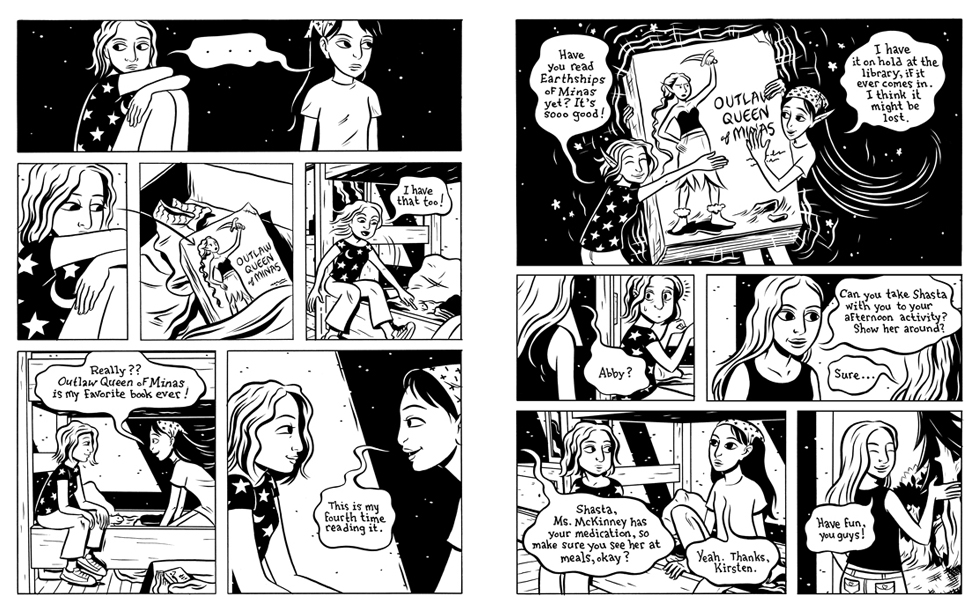 . . . .
OUTLAW
QUEEN
of MINAS
I have
that too!
Really??
Outlaw Queen of Minas
is my favorite book ever!
This is my
fourth time
reading it.
Have
you read
Earthships
of Minas
yet? It's
sooo good!
OUTLAW
QUEEN
of MINAS
I have
it on hold at the
library, if it
ever comes in.
I think it
might be
lost.
Abby?
Can you take Shasta
with you to your
afternoon activity?
Show her around?
Sure...
Shasta,
Ms. McKinney has
your medication, so
make sure you see her at
meals, okay?
Yeah. Thanks,
Kirsten.
Have fun,
you guys!